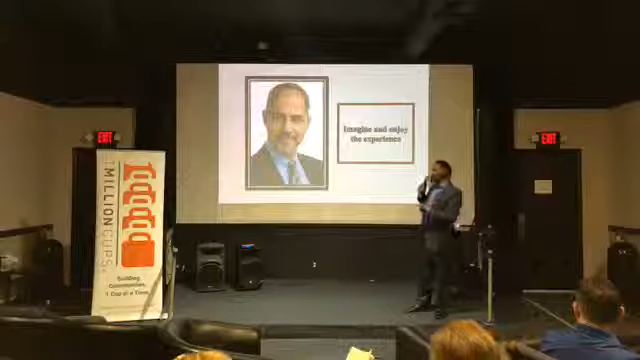 Imagine and enjoy
the experience
EXIT
EXIT
1 MILLION CUPS
Building
Communities,
1 Cup at a Time.